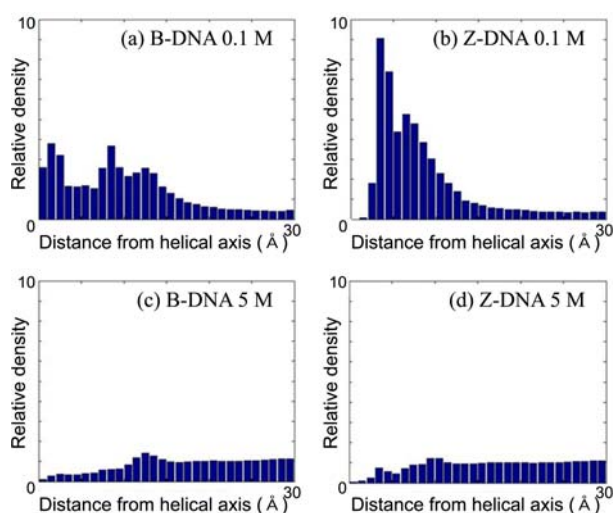 10
(a) B-DNA 0.1 M
Relative density
0
30
Distance from helical axis ( Å )
10
(b) Z-DNA 0.1 M
Relative density
0
30
Distance from helical axis ( Å )
10
(c) B-DNA 5 M
Relative density
0
30
Distance from helical axis ( Å )
10
(d) Z-DNA 5 M
Relative density
0
30
Distance from helical axis ( Å )